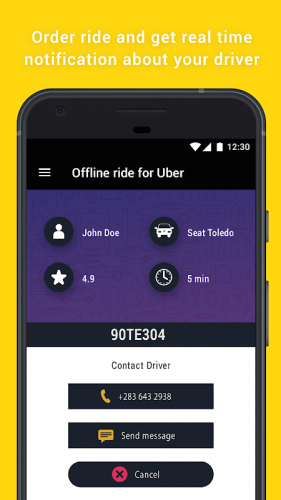 Order ride and get real time
notification about your driver
12:30
Offline ride for Uber
John Doe
Seat Toledo
4.9
5 min
90TE304
Contact Driver
+283 643 2938
Send message
Cancel